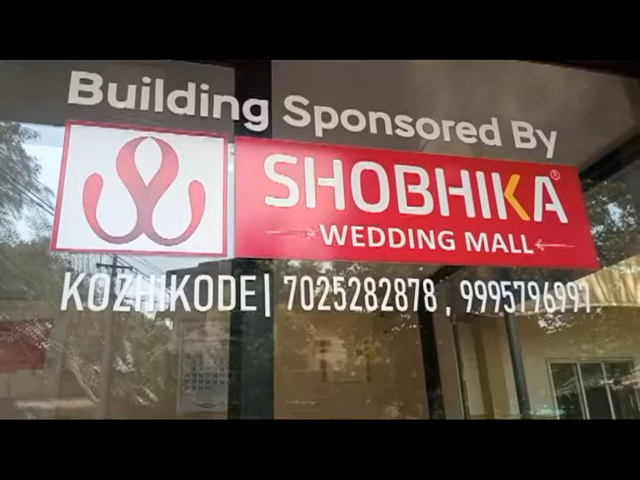 Building Sponsored By
SHOBHIKA®
WEDDING MALL
KOZHIKODE | 7025282878 , 9995796997